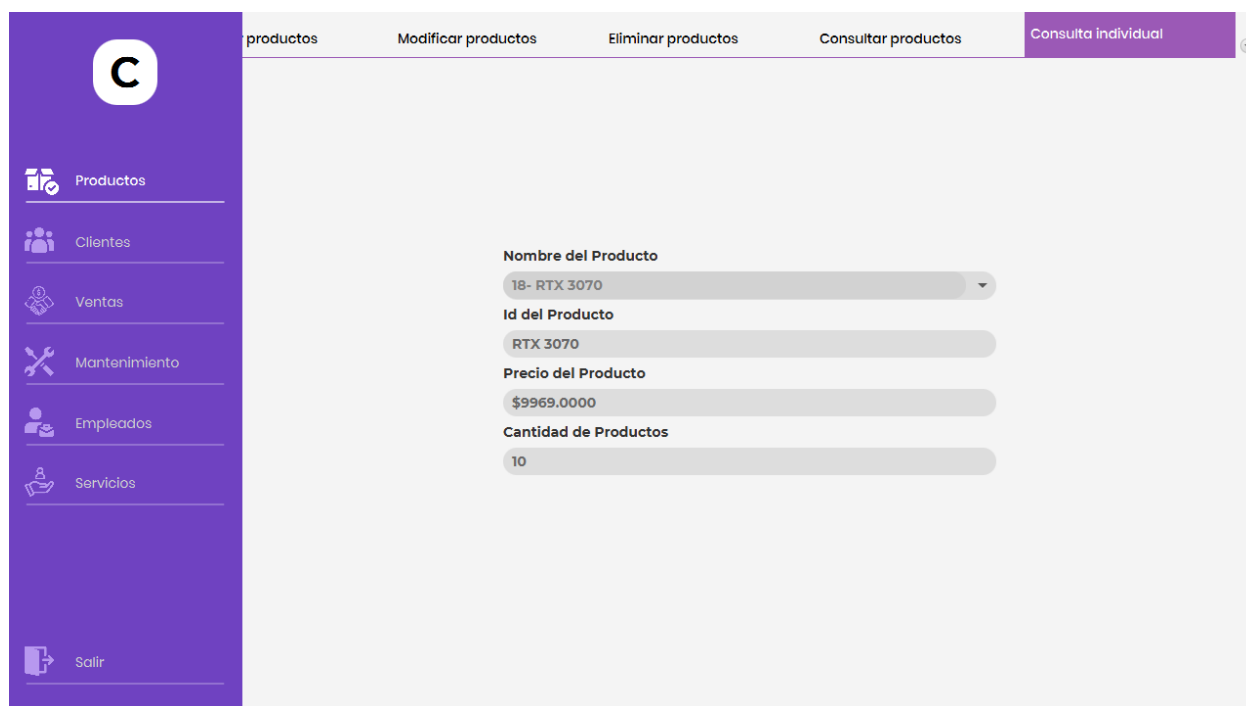 C
Productos
Clientes
Ventas
Mantenimiento
Empleados
Servicios
Salir
productos
Modificar productos
Eliminar productos
Consultar productos
Consulta individual
Nombre del Producto
18- RTX 3070
Id del Producto
RTX 3070
Precio del Producto
$9969.0000
Cantidad de Productos
10